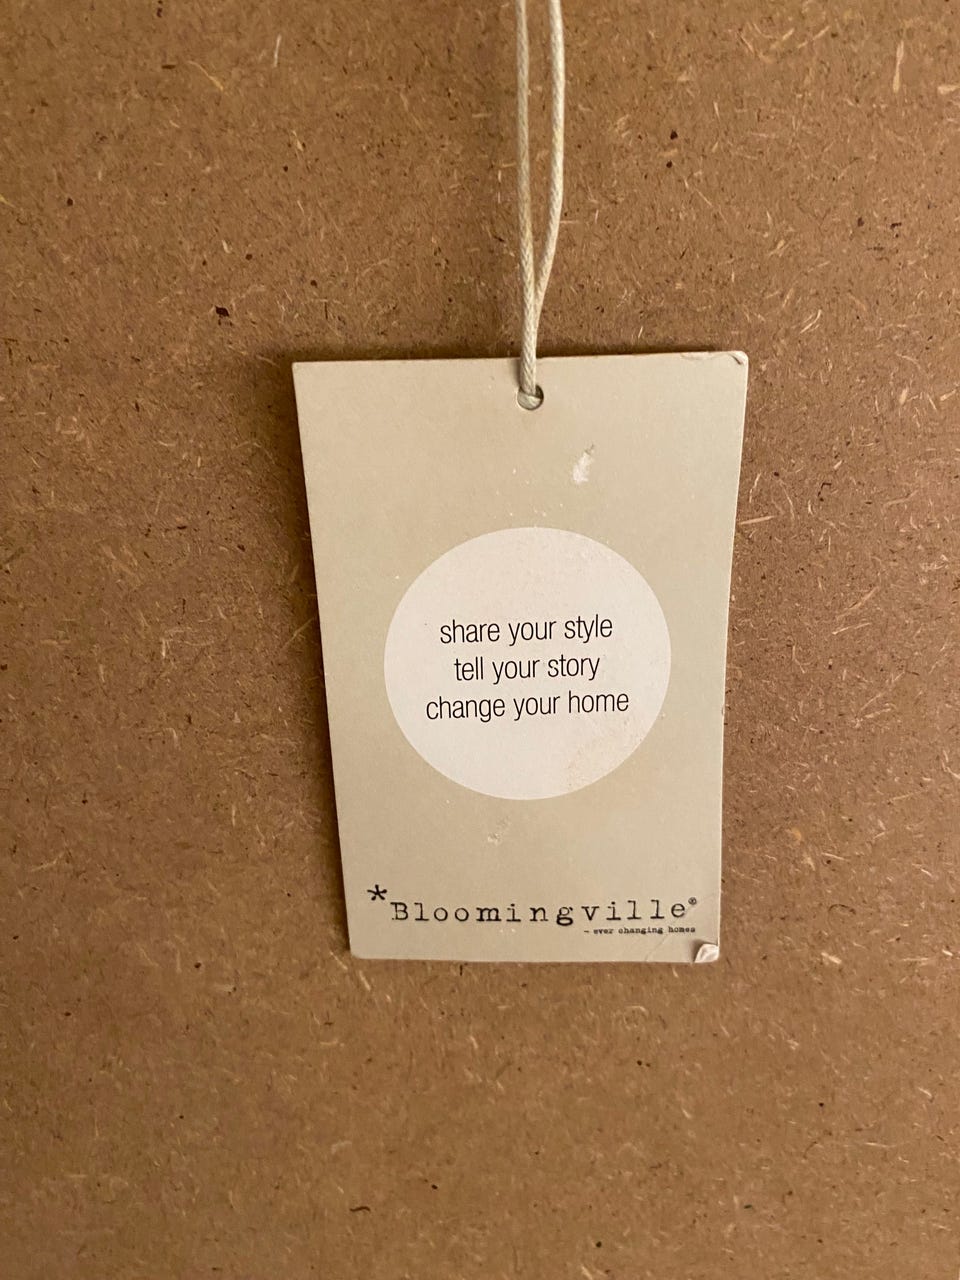 share your style
tell your story
change your home
*Bloomingville®
- ever changing homes